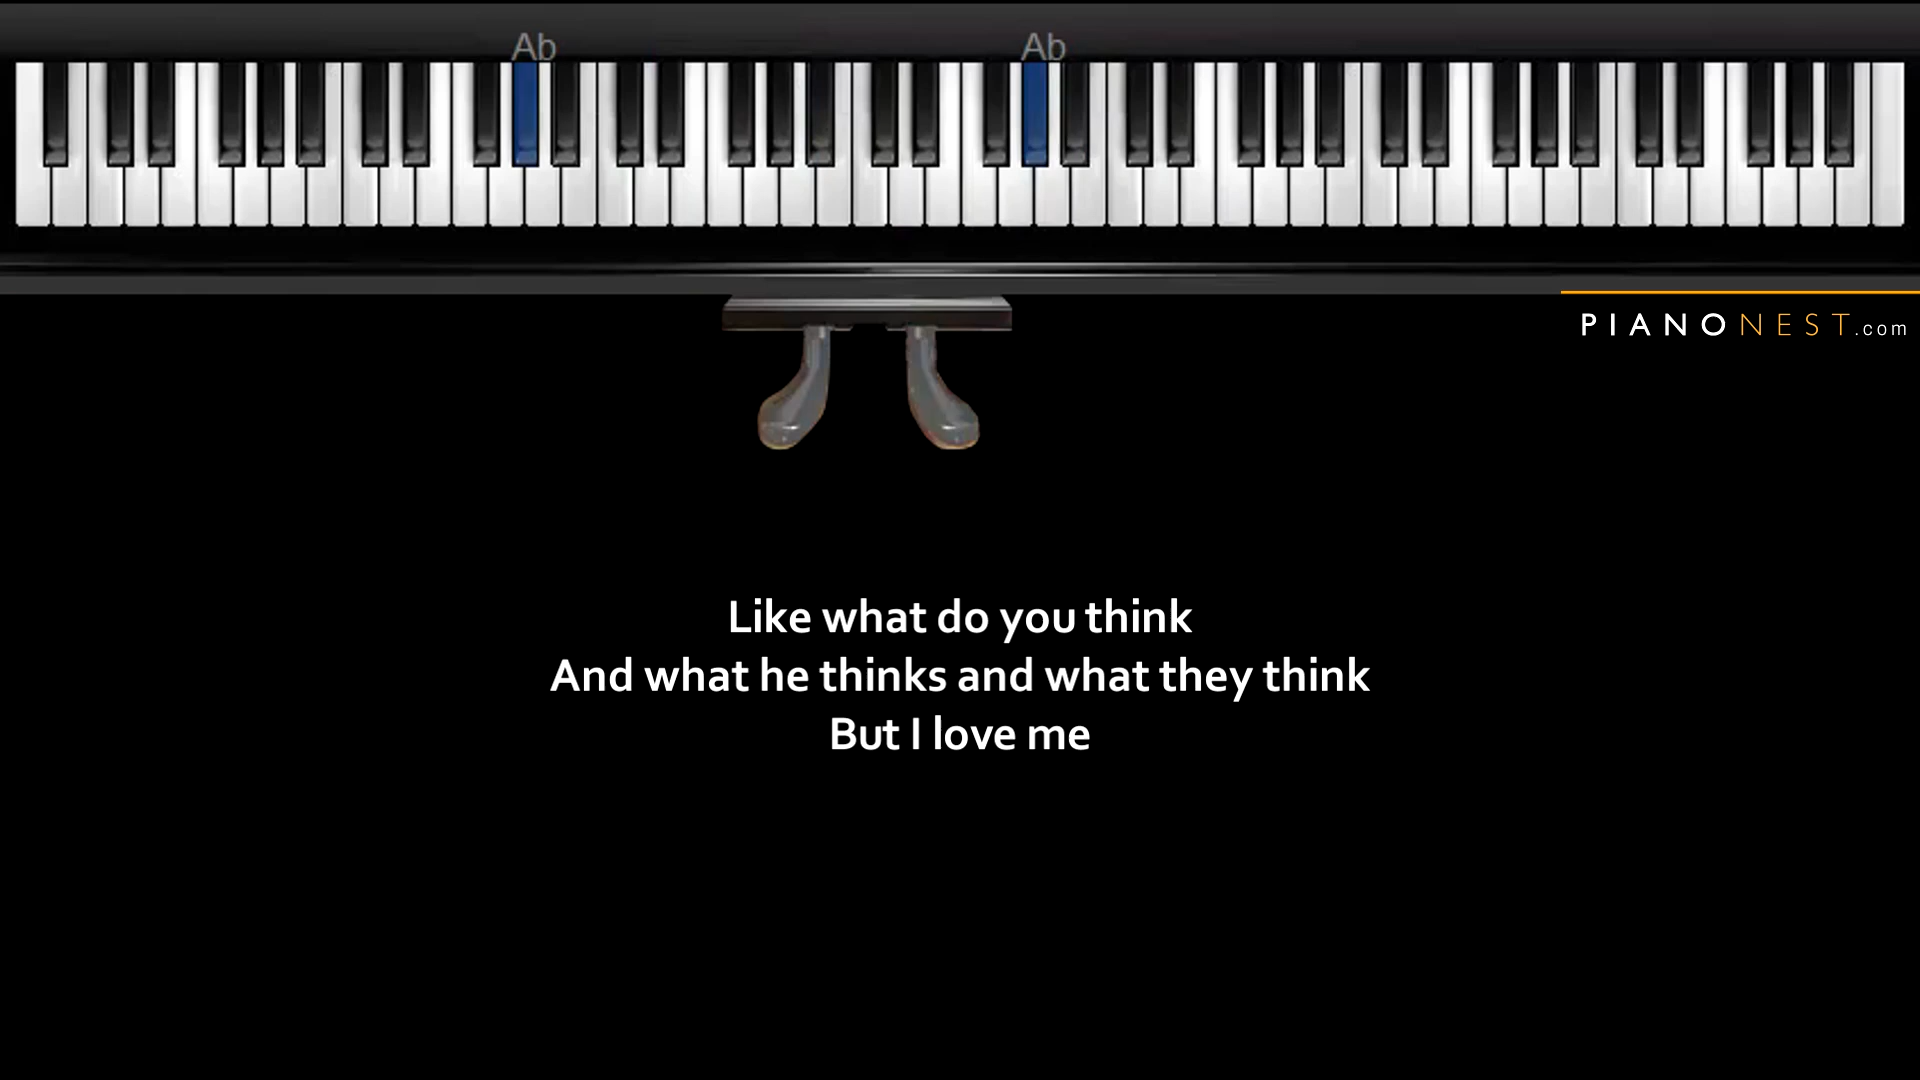 Ab Ab
PIANONEST.com
Like what do you think
And what he thinks and what they think
But I love me